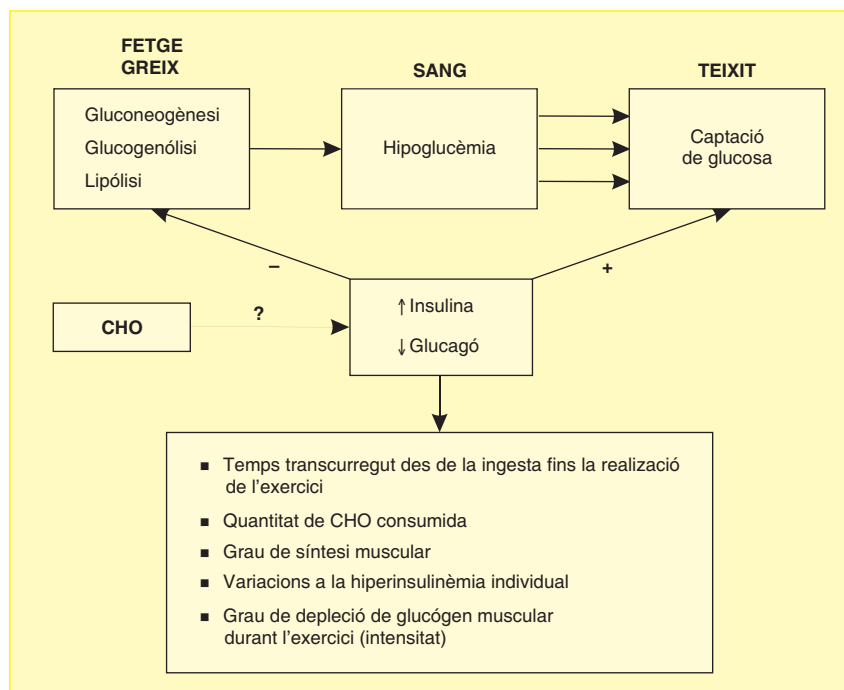 FETGE
GREIX
SANG
TEIXIT
Gluconeogènesi
Glucogenólisi
Lipólisi
Hipoglucèmia
Captació
de glucosa
–
+
CHO
?
↑ Insulina
↓ Glucagó
■ Temps transcurregut des de la ingesta fins la realizació
de l’exercici
■ Quantitat de CHO consumida
■ Grau de síntesi muscular
■ Variacions a la hiperinsulinèmia individual
■ Grau de depleció de glucógen muscular
durant l’exercici (intensitat)